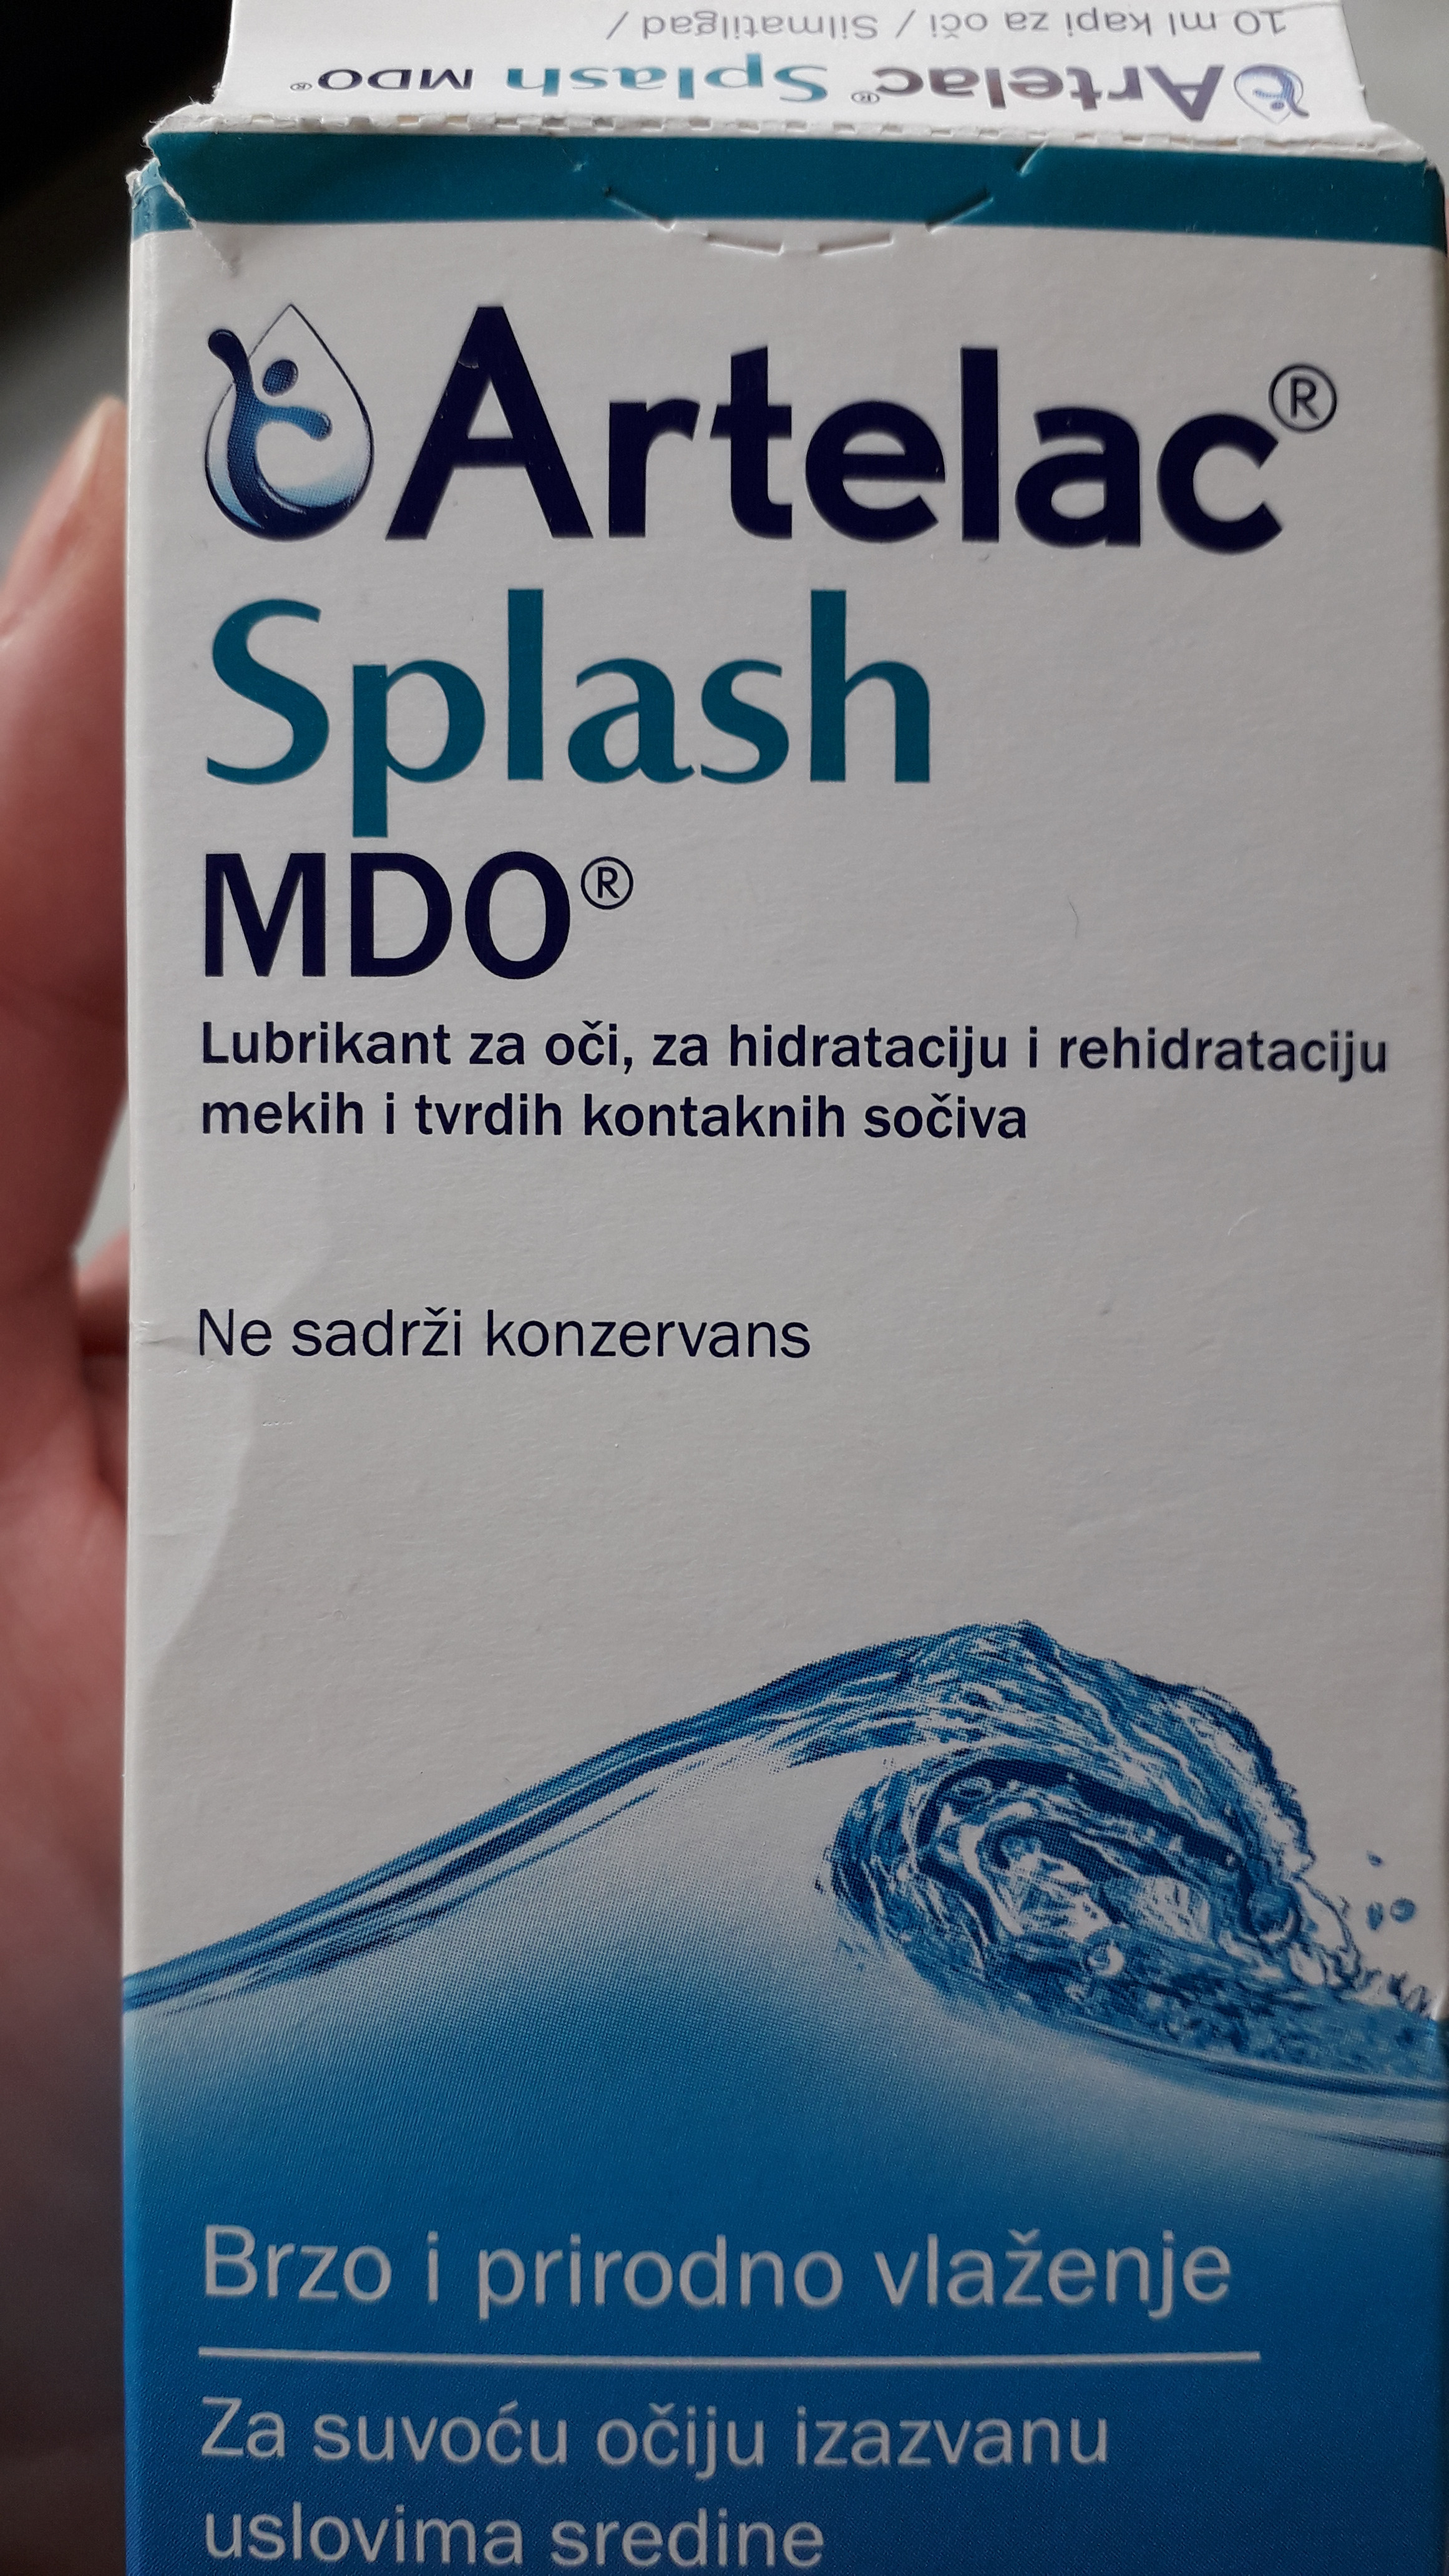 10 ml kapi za oči / Silmatilgad /
Artelac® Splash MDO®
Artelac®
Splash
MDO®
Lubrikant za oči, za hidrataciju i rehidrataciju
mekih i tvrdih kontaknih sočiva
Ne sadrži konzervans
Brzo i prirodno vlaženje
Za suvoću očiju izazvanu
uslovima sredine